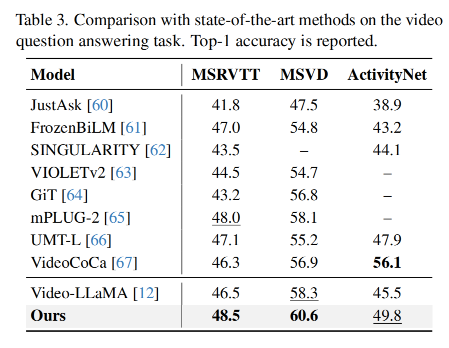 Table 3. Comparison with state-of-the-art methods on the video
question answering task. Top-1 accuracy is reported.
Model MSRVTT MSVD ActivityNet
JustAsk [60] 41.8 47.5 38.9
FrozenBiLM [61] 47.0 54.8 43.2
SINGULARITY [62] 43.5 – 44.1
VIOLETv2 [63] 44.5 54.7 –
GiT [64] 43.2 56.8 –
mPLUG-2 [65] 48.0 58.1 –
UMT-L [66] 47.1 55.2 47.9
VideoCoCa [67] 46.3 56.9 56.1
Video-LLaMA [12] 46.5 58.3 45.5
Ours 48.5 60.6 49.8